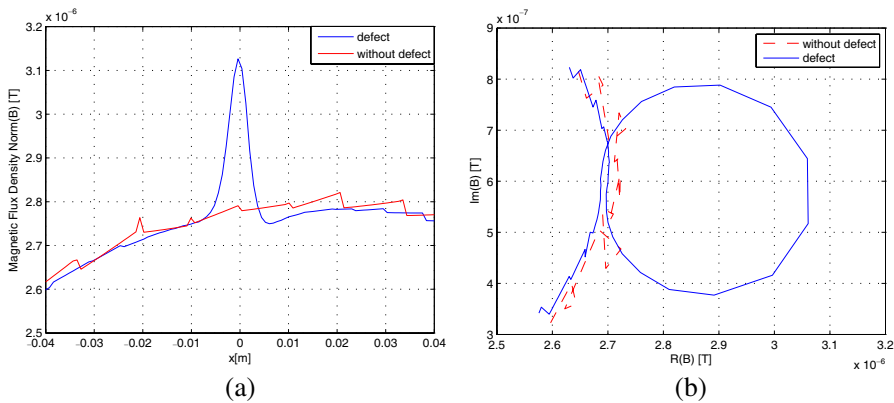 x 10⁻⁶
3.2
3.1
3
2.9
2.8
2.7
2.6
2.5
−0.04
−0.03
−0.02
−0.01
0
0.01
0.02
0.03
0.04
x[m]
Magnetic Flux Density Norm(B) [T]
defect
without defect
(a)
x 10⁻⁷
9
8
7
6
5
4
3
2.5
2.6
2.7
2.8
2.9
3
3.1
3.2
x 10⁻⁶
R(B) [T]
Im(B) [T]
without defect
defect
(b)